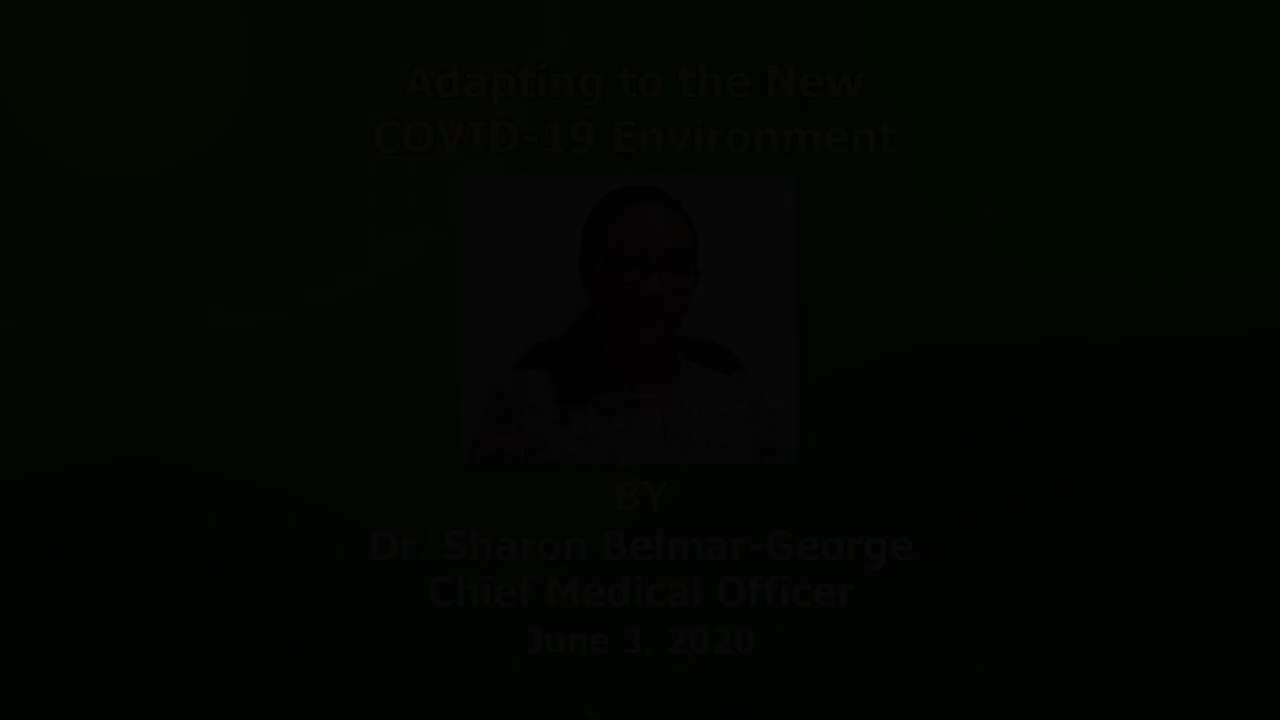 Adapting to the New
COVID-19 Environment
BY
Dr. Sharon Belmar-George
Chief Medical Officer
June 3, 2020